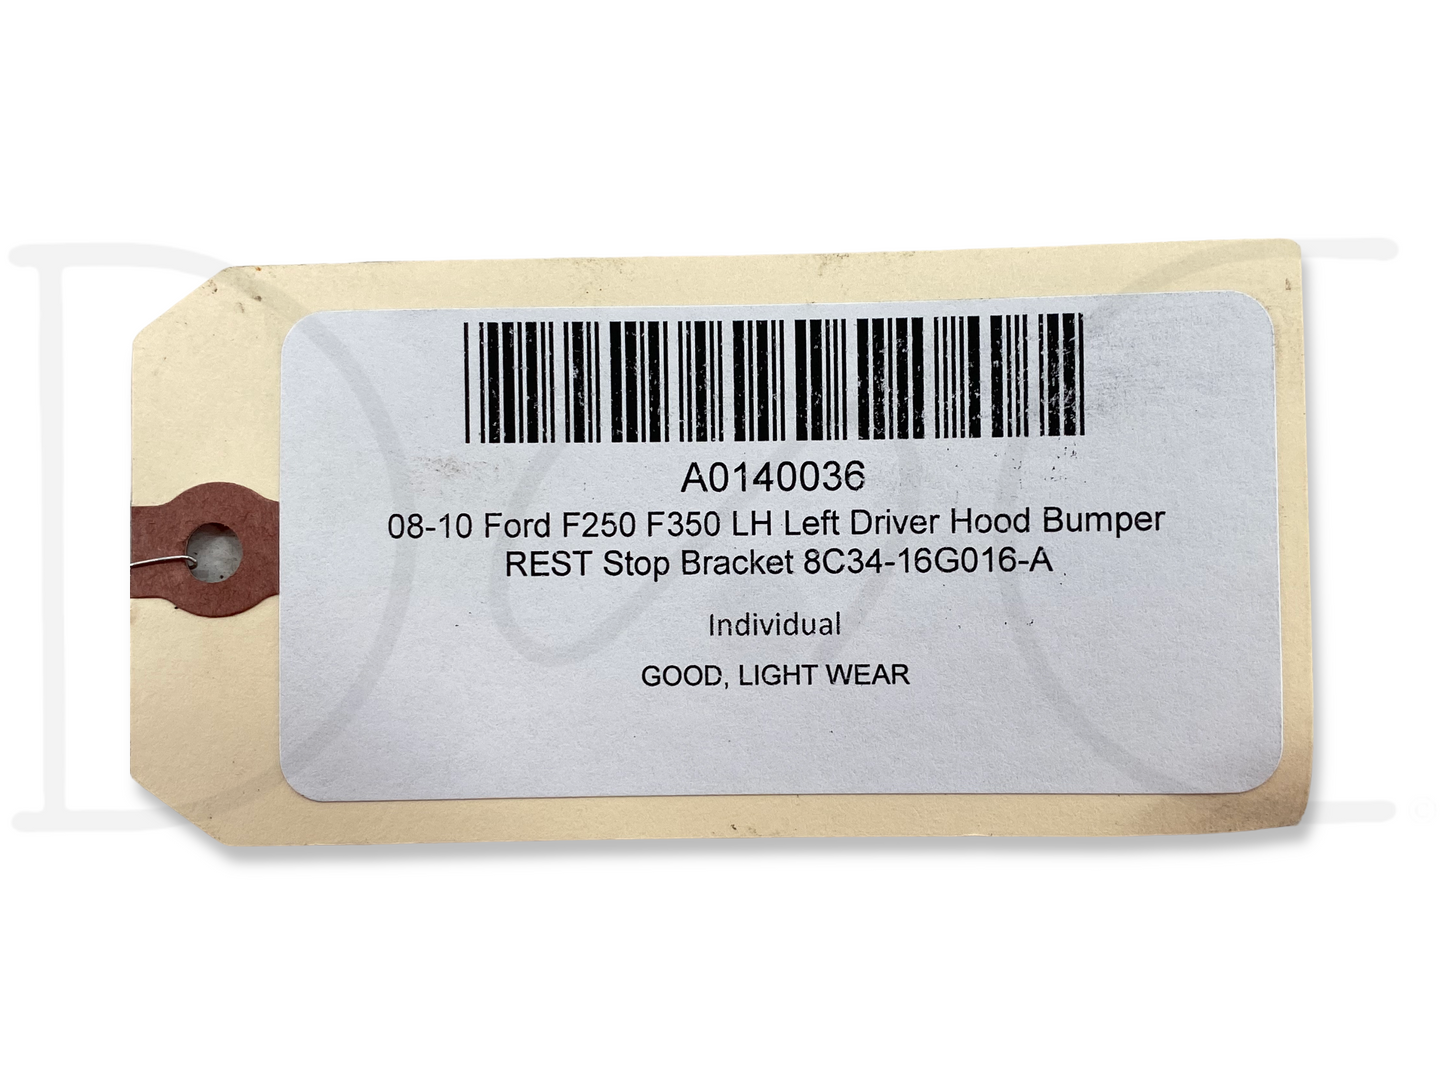 A0140036
08-10 Ford F250 F350 LH Left Driver Hood Bumper
REST Stop Bracket 8C34-16G016-A
Individual
GOOD, LIGHT WEAR